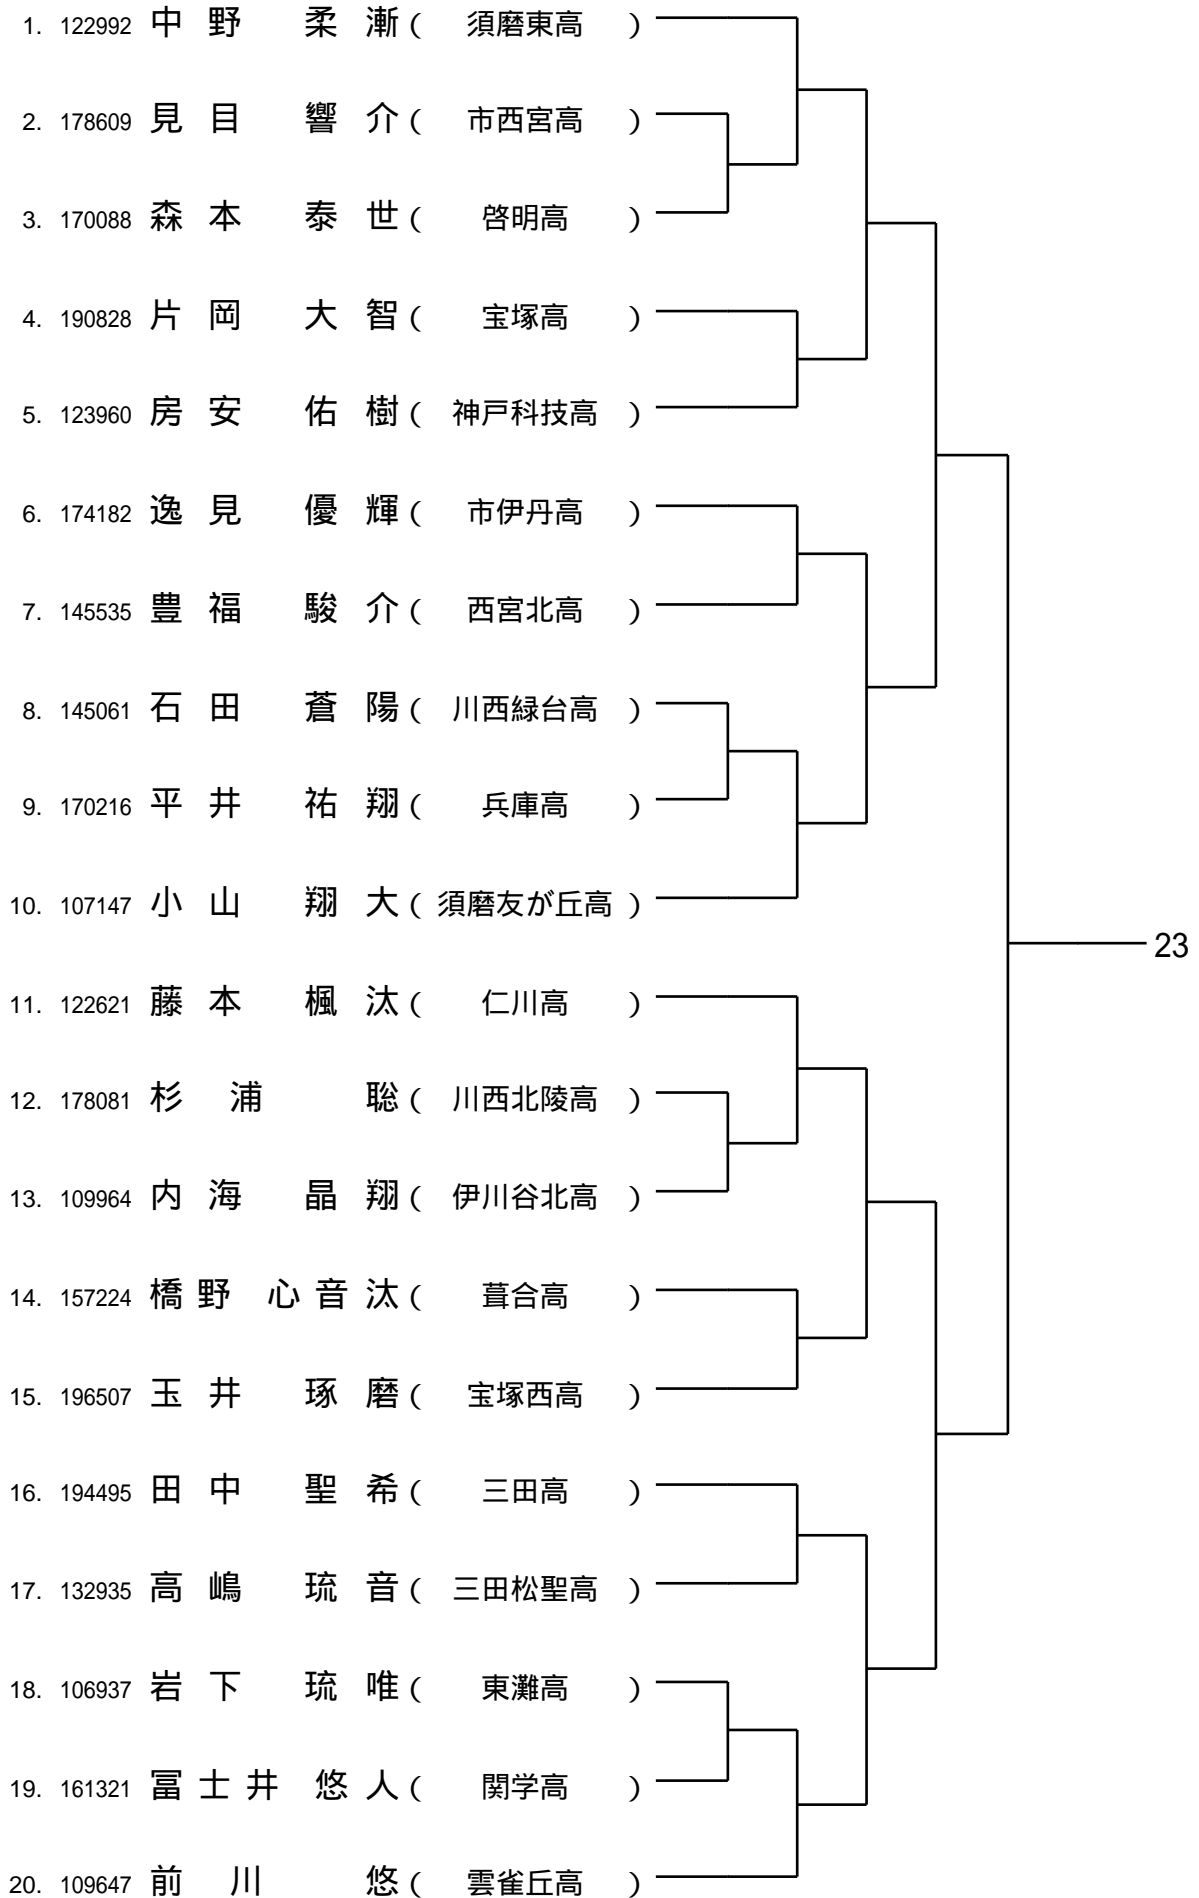 1. 122992 中野 柔漸 ( 須磨東高 )
2. 178609 見目 響介 ( 市西宮高 )
3. 170088 森本 泰世 ( 啓明高 )
4. 190828 片岡 大智 ( 宝塚高 )
5. 123960 房安 佑樹 ( 神戸科技高 )
6. 174182 逸見 優輝 ( 市伊丹高 )
7. 145535 豊福 駿介 ( 西宮北高 )
8. 145061 石田 蒼陽 ( 川西緑台高 )
9. 170216 平井 祐翔 ( 兵庫高 )
10. 107147 小山 翔大 ( 須磨友が丘高 )
23
11. 122621 藤本 楓汰 ( 仁川高 )
12. 178081 杉浦 聡 ( 川西北陵高 )
13. 109964 内海 晶翔 ( 伊川谷北高 )
14. 157224 橋野 心音汰 ( 葺合高 )
15. 196507 玉井 琢磨 ( 宝塚西高 )
16. 194495 田中 聖希 ( 三田高 )
17. 132935 高嶋 琉音 ( 三田松聖高 )
18. 106937 岩下 琉唯 ( 東灘高 )
19. 161321 冨士井 悠人 ( 関学高 )
20. 109647 前川 悠 ( 雲雀丘高 )